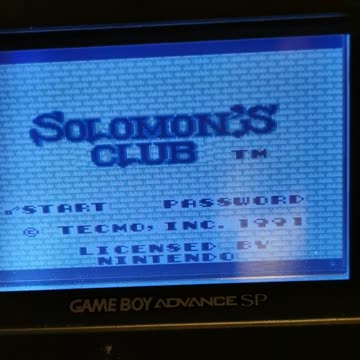 SOLOMON'S
CLUB TM
START PASSWORD
© TECMO, INC. 1991
LICENSED BY
NINTENDO
GAME BOY ADVANCE SP